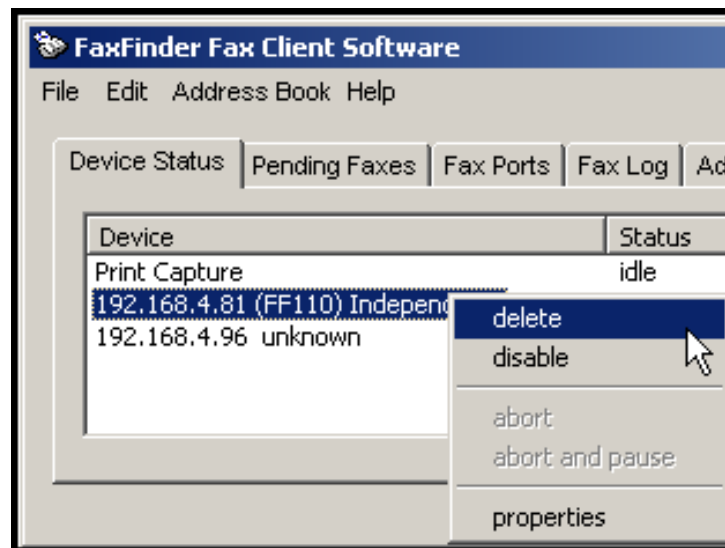 FaxFinder Fax Client Software
File Edit Address Book Help
Device Status Pending Faxes Fax Ports Fax Log Ad
Device Status
Print Capture idle
192.168.4.81 (FF110) Independ
192.168.4.96 unknown
delete
disable
abort
abort and pause
properties